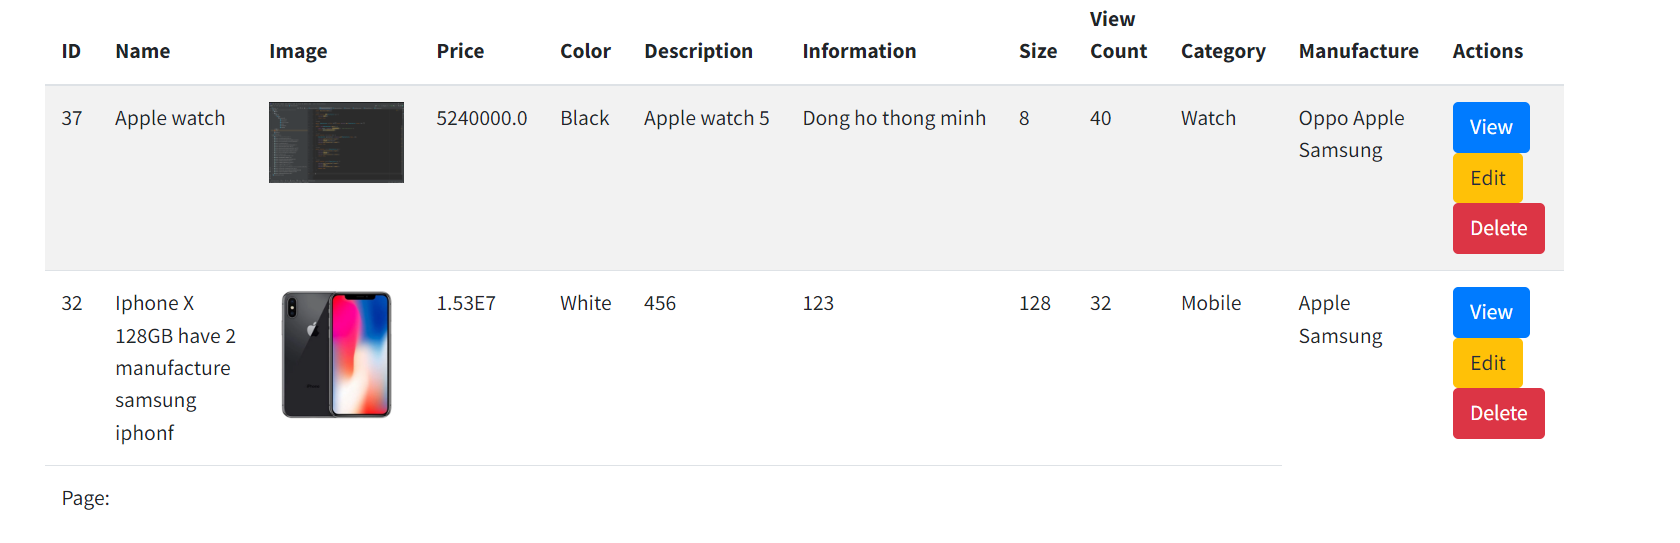 ID Name Image Price Color Description Information Size View Count Category Manufacture Actions
37 Apple watch 5240000.0 Black Apple watch 5 Dong ho thong minh 8 40 Watch Oppo Apple View
Samsung
Edit
Delete
32 Iphone X 1.53E7 White 456 123 128 32 Mobile Apple View
128GB have 2 Samsung
manufacture Edit
samsung Delete
iphonf
Page: